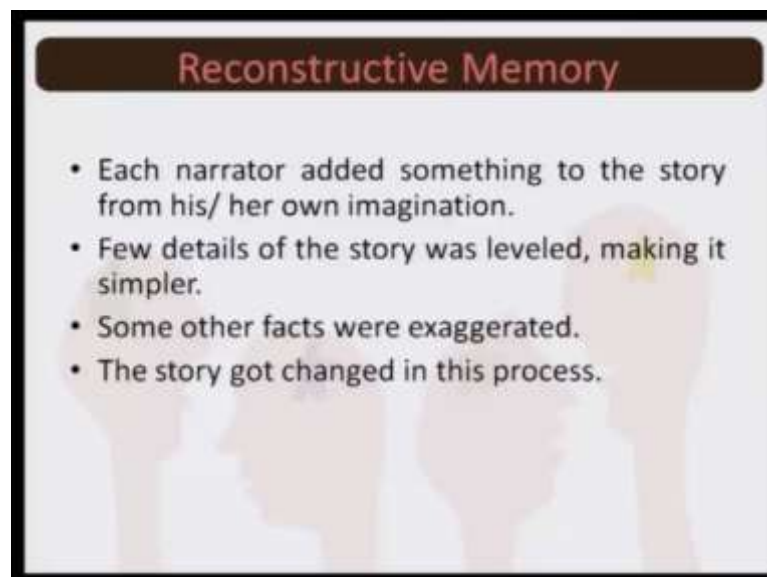 Reconstructive Memory
• Each narrator added something to the story
from his/ her own imagination.
• Few details of the story was leveled, making it
simpler.
• Some other facts were exaggerated.
• The story got changed in this process.